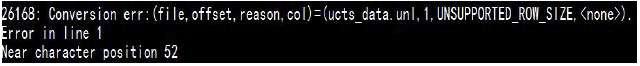 26168: Conversion err:(file,offset,reason,col)=(ucts_data.unl,1,UNSUPPORTED_ROW_SIZE,<none>).
Error in line 1
Near character position 52